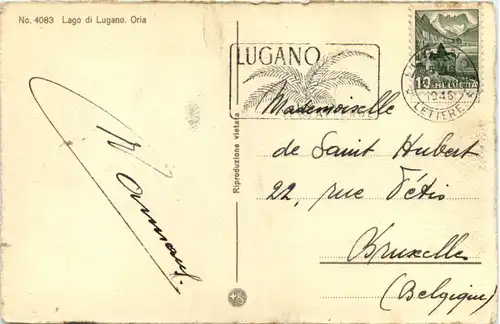 No. 4083 Lago di Lugano. Oria
LUGANO
10 HELVETIA
LETTERE
Riproduzione vietata
Mademoiselle
de Saint Hubert
22, rue Fétis
Bruxelles
(Belgique)